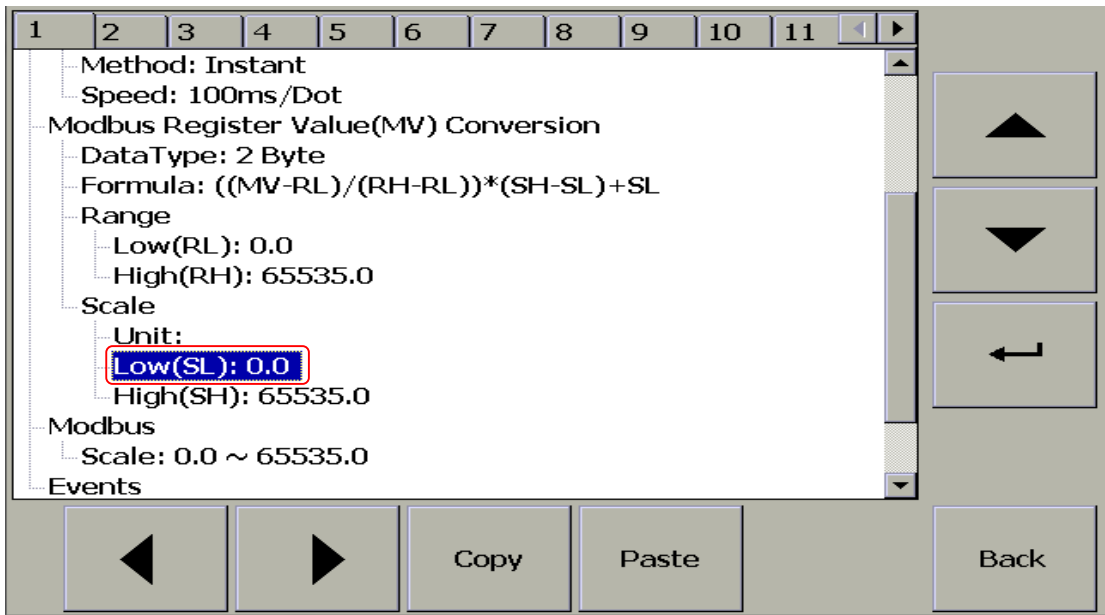 1 2 3 4 5 6 7 8 9 10 11
Method: Instant
Speed: 100ms/Dot
Modbus Register Value(MV) Conversion
DataType: 2 Byte
Formula: ((MV-RL)/(RH-RL))*(SH-SL)+SL
Range
Low(RL): 0.0
High(RH): 65535.0
Scale
Unit:
Low(SL): 0.0
High(SH): 65535.0
Modbus
Scale: 0.0 ~ 65535.0
Events
Copy Paste Back